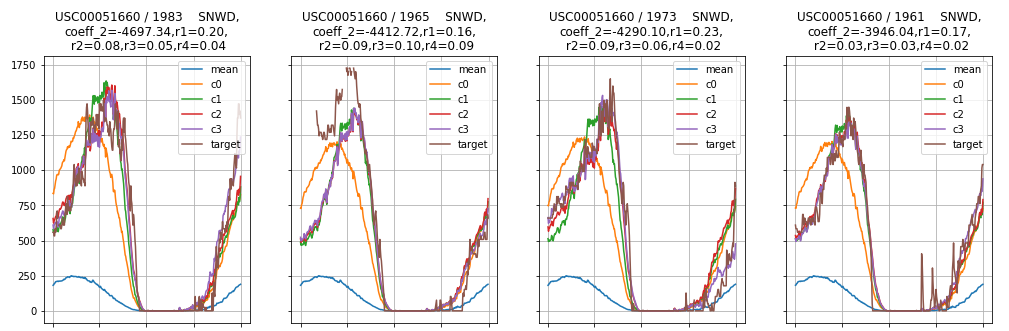 USC00051660 / 1983 SNWD,
coeff_2=-4697.34,r1=0.20,
r2=0.08,r3=0.05,r4=0.04
USC00051660 / 1965 SNWD,
coeff_2=-4412.72,r1=0.16,
r2=0.09,r3=0.10,r4=0.09
USC00051660 / 1973 SNWD,
coeff_2=-4290.10,r1=0.23,
r2=0.09,r3=0.06,r4=0.02
USC00051660 / 1961 SNWD,
coeff_2=-3946.04,r1=0.17,
r2=0.03,r3=0.03,r4=0.02
1750
1500
1250
1000
750
500
250
0
mean
c0
c1
c2
c3
target
mean
c0
c1
c2
c3
target
mean
c0
c1
c2
c3
target
mean
c0
c1
c2
c3
target